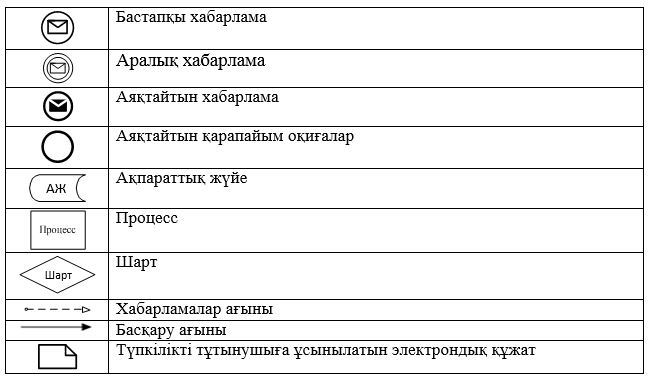 Бастапқы хабарлама
Аралық хабарлама
Аяқтайтын хабарлама
Аяқтайтын қарапайым оқиғалар
АЖ
Ақпараттық жүйе
Процесс
Процесс
Шарт
Шарт
Хабарламалар ағыны
Басқару ағыны
Түпкілікті тұтынушыға ұсынылатын электрондық құжат